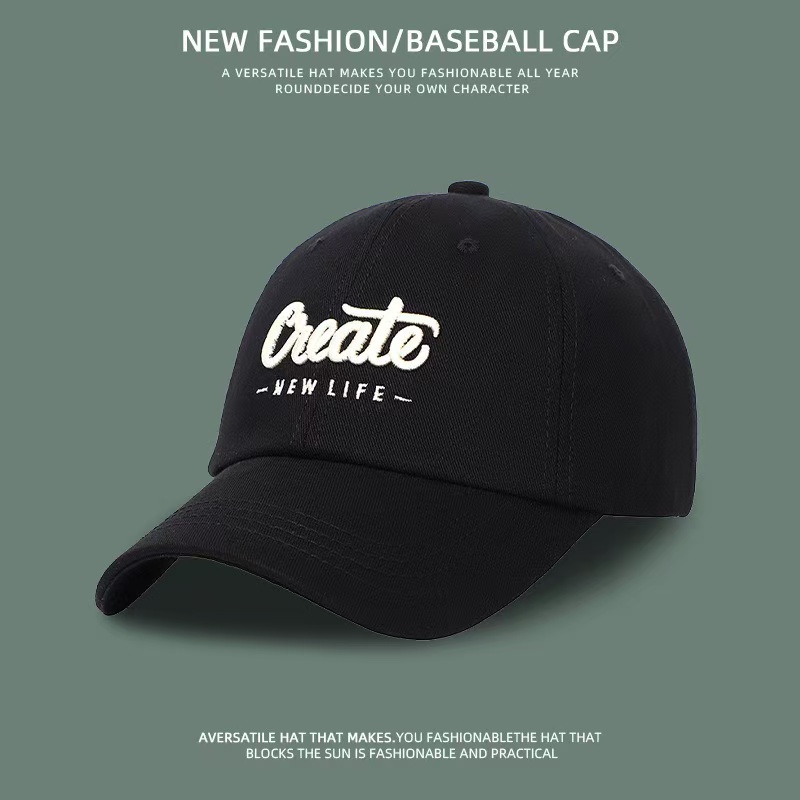 NEW FASHION/BASEBALL CAP
A VERSATILE HAT MAKES YOU FASHIONABLE ALL YEAR
ROUNDDECIDE YOUR OWN CHARACTER
Create
NEW LIFE
AVERSATILE HAT THAT MAKES.YOU FASHIONABLETHE HAT THAT
BLOCKS THE SUN IS FASHIONABLE AND PRACTICAL